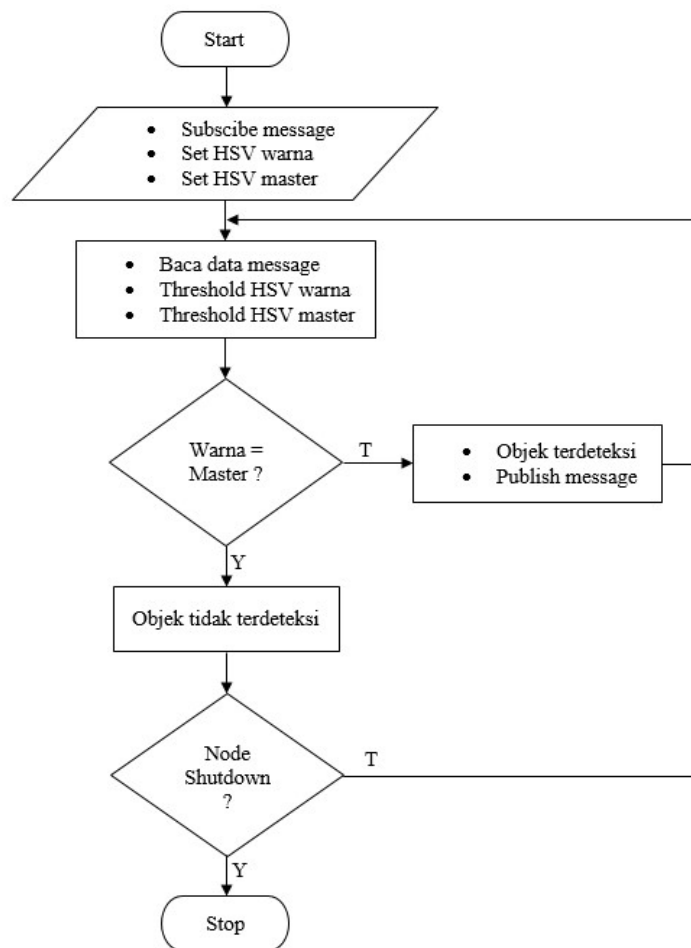 Start
• Subscibe message
• Set HSV warna
• Set HSV master
• Baca data message
• Threshold HSV warna
• Threshold HSV master
Warna =
Master ?
T
• Objek terdeteksi
• Publish message
Y
Objek tidak terdeteksi
Node
Shutdown
?
T
Y
Stop